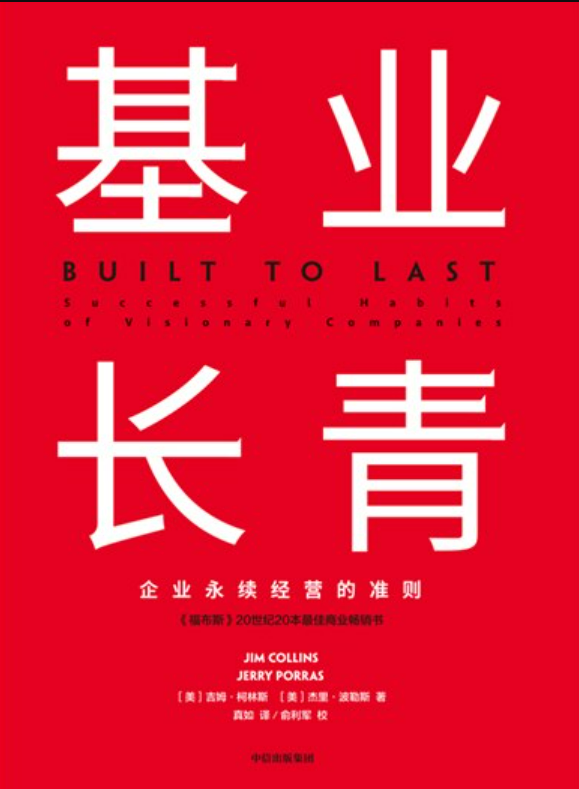 基业
BUILT TO LAST
Successful Habits
of Visionary Companies
长青
企业永续经营的准则
《福布斯》20世纪20本最佳商业畅销书
JIM COLLINS
JERRY PORRAS
［美］吉姆·柯林斯 ［美］杰里·波勒斯 著
真如 译/俞利军 校
中信出版集团